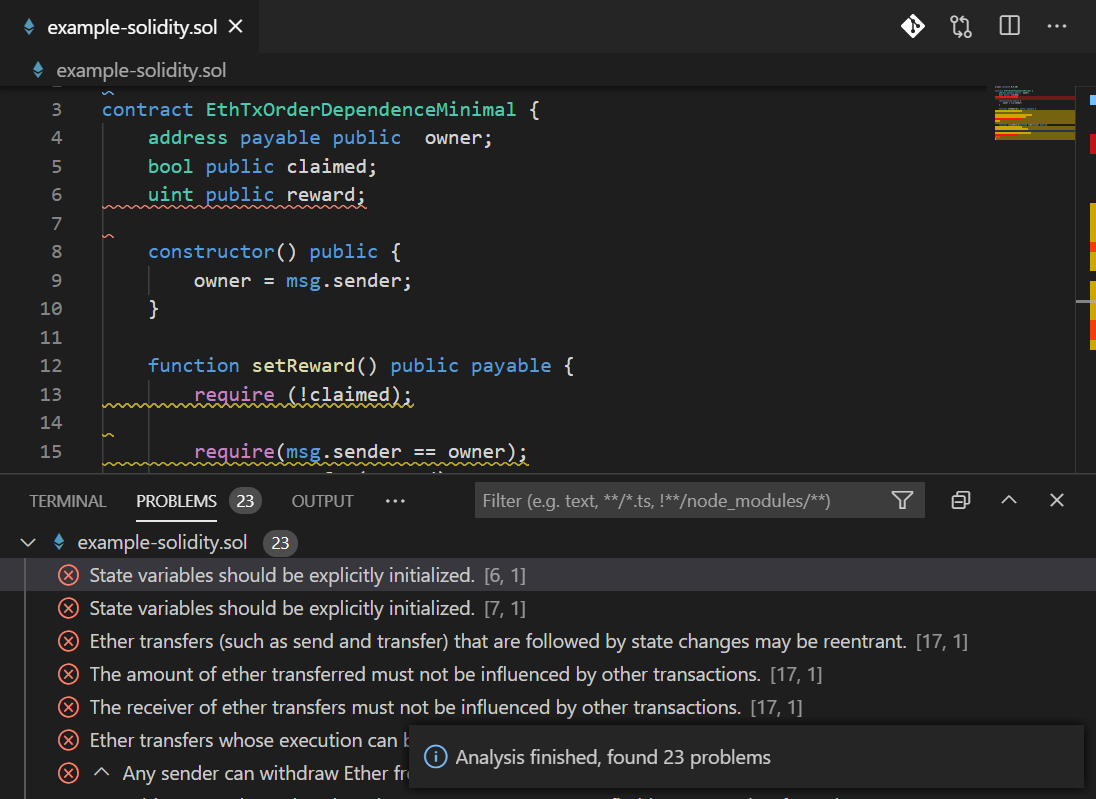 example-solidity.sol
example-solidity.sol
3 contract EthTxOrderDependenceMinimal {
4 address payable public  owner;
5 bool public claimed;
6 uint public reward;
7
8 constructor() public {
9 owner = msg.sender;
10 }
11
12 function setReward() public payable {
13 require (!claimed);
14
15 require(msg.sender == owner);
TERMINAL PROBLEMS 23 OUTPUT ··· Filter (e.g. text, **/*.ts, !**/node_modules/**)
example-solidity.sol 23
State variables should be explicitly initialized. [6, 1]
State variables should be explicitly initialized. [7, 1]
Ether transfers (such as send and transfer) that are followed by state changes may be reentrant. [17, 1]
The amount of ether transferred must not be influenced by other transactions. [17, 1]
The receiver of ether transfers must not be influenced by other transactions. [17, 1]
Ether transfers whose execution can
Analysis finished, found 23 problems
Any sender can withdraw Ether